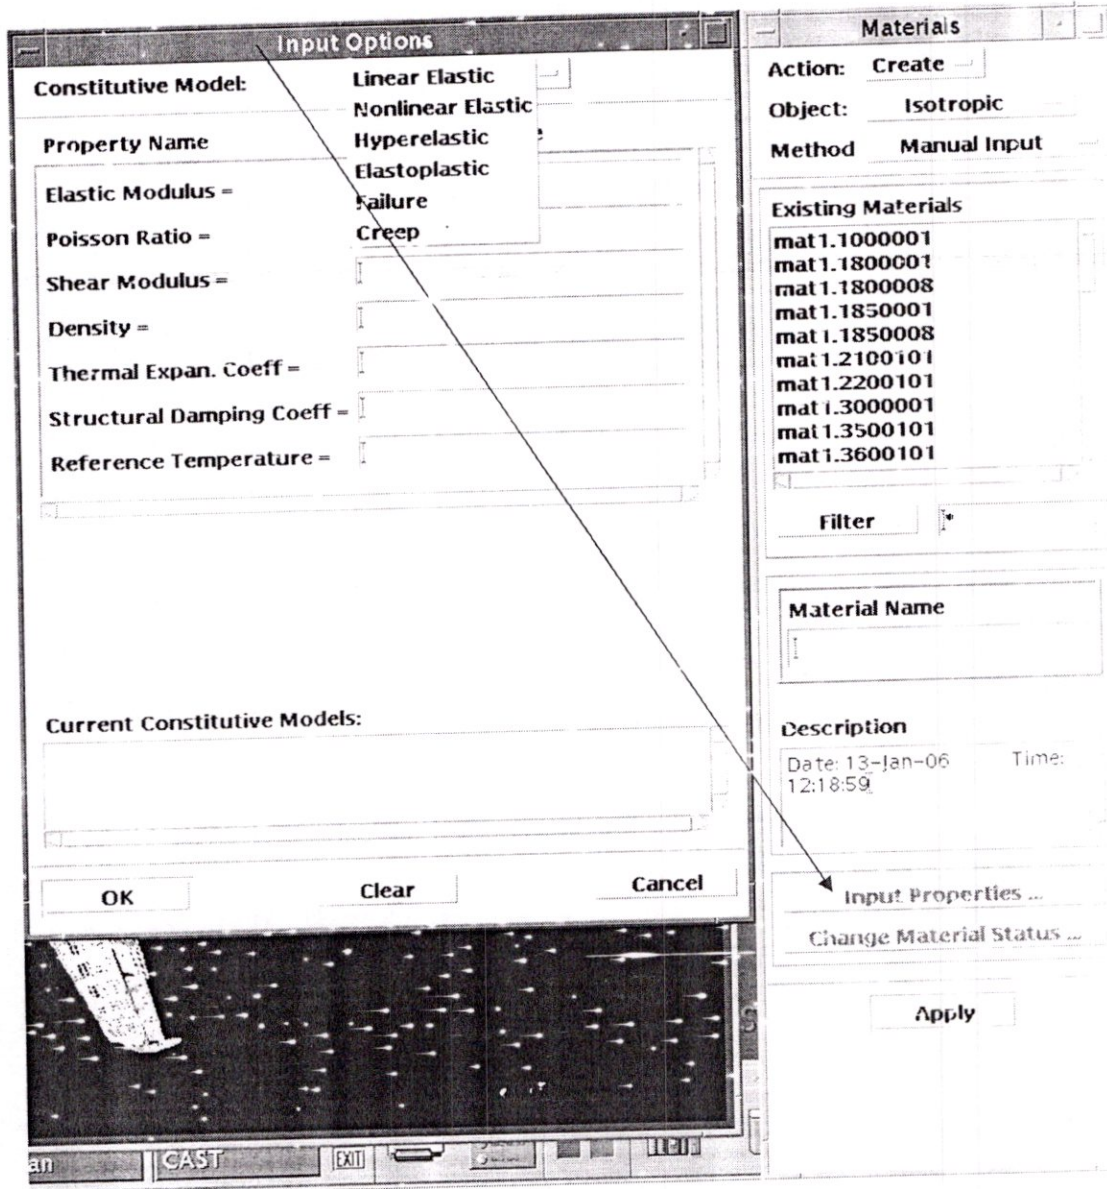 Input Options
Constitutive Model:
Linear Elastic
Nonlinear Elastic
Hyperelastic
Elastoplastic
Failure
Creep
Property Name
Elastic Modulus =
Poisson Ratio =
Shear Modulus =
Density =
Thermal Expan. Coeff =
Structural Damping Coeff =
Reference Temperature =
Current Constitutive Models:
OK Clear Cancel
CAST
EXIT
Materials
Action: Create
Object: Isotropic
Method Manual Input
Existing Materials
mat1.1000001
mat1.1800001
mat1.1800008
mat1.1850001
mat1.1850008
mat1.2100101
mat1.2200101
mat1.3000001
mat1.3500101
mat1.3600101
Filter *
Material Name
Description
Date: 13-Jan-06 Time:
12:18:59
Input Properties ...
Change Material Status ...
Apply